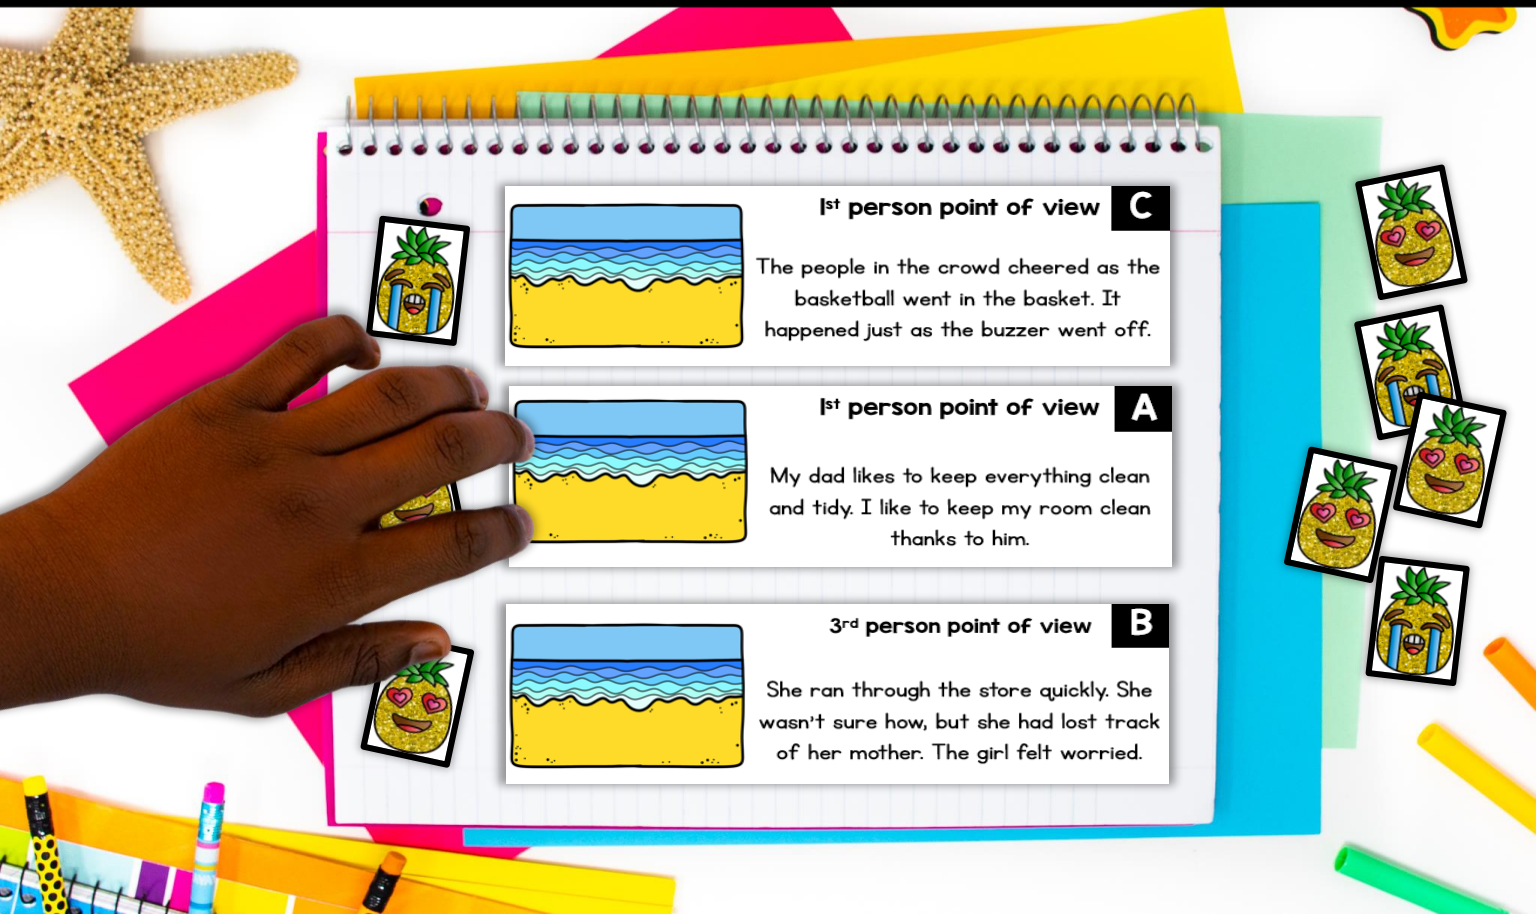 1st person point of view C
The people in the crowd cheered as the
basketball went in the basket. It
happened just as the buzzer went off.
1st person point of view A
My dad likes to keep everything clean
and tidy. I like to keep my room clean
thanks to him.
3rd person point of view B
She ran through the store quickly. She
wasn't sure how, but she had lost track
of her mother. The girl felt worried.